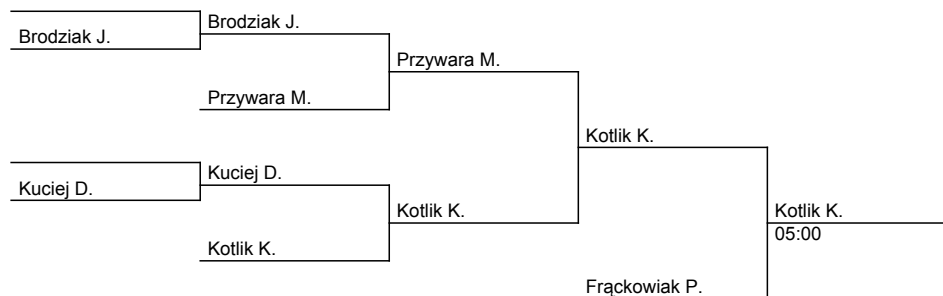 Brodziak J.
Brodziak J.
Przywara M.
Przywara M.
Kotlik K.
Kuciej D.
Kuciej D.
Kotlik K.
Kotlik K.
05:00
Kotlik K.
Frąckowiak P.